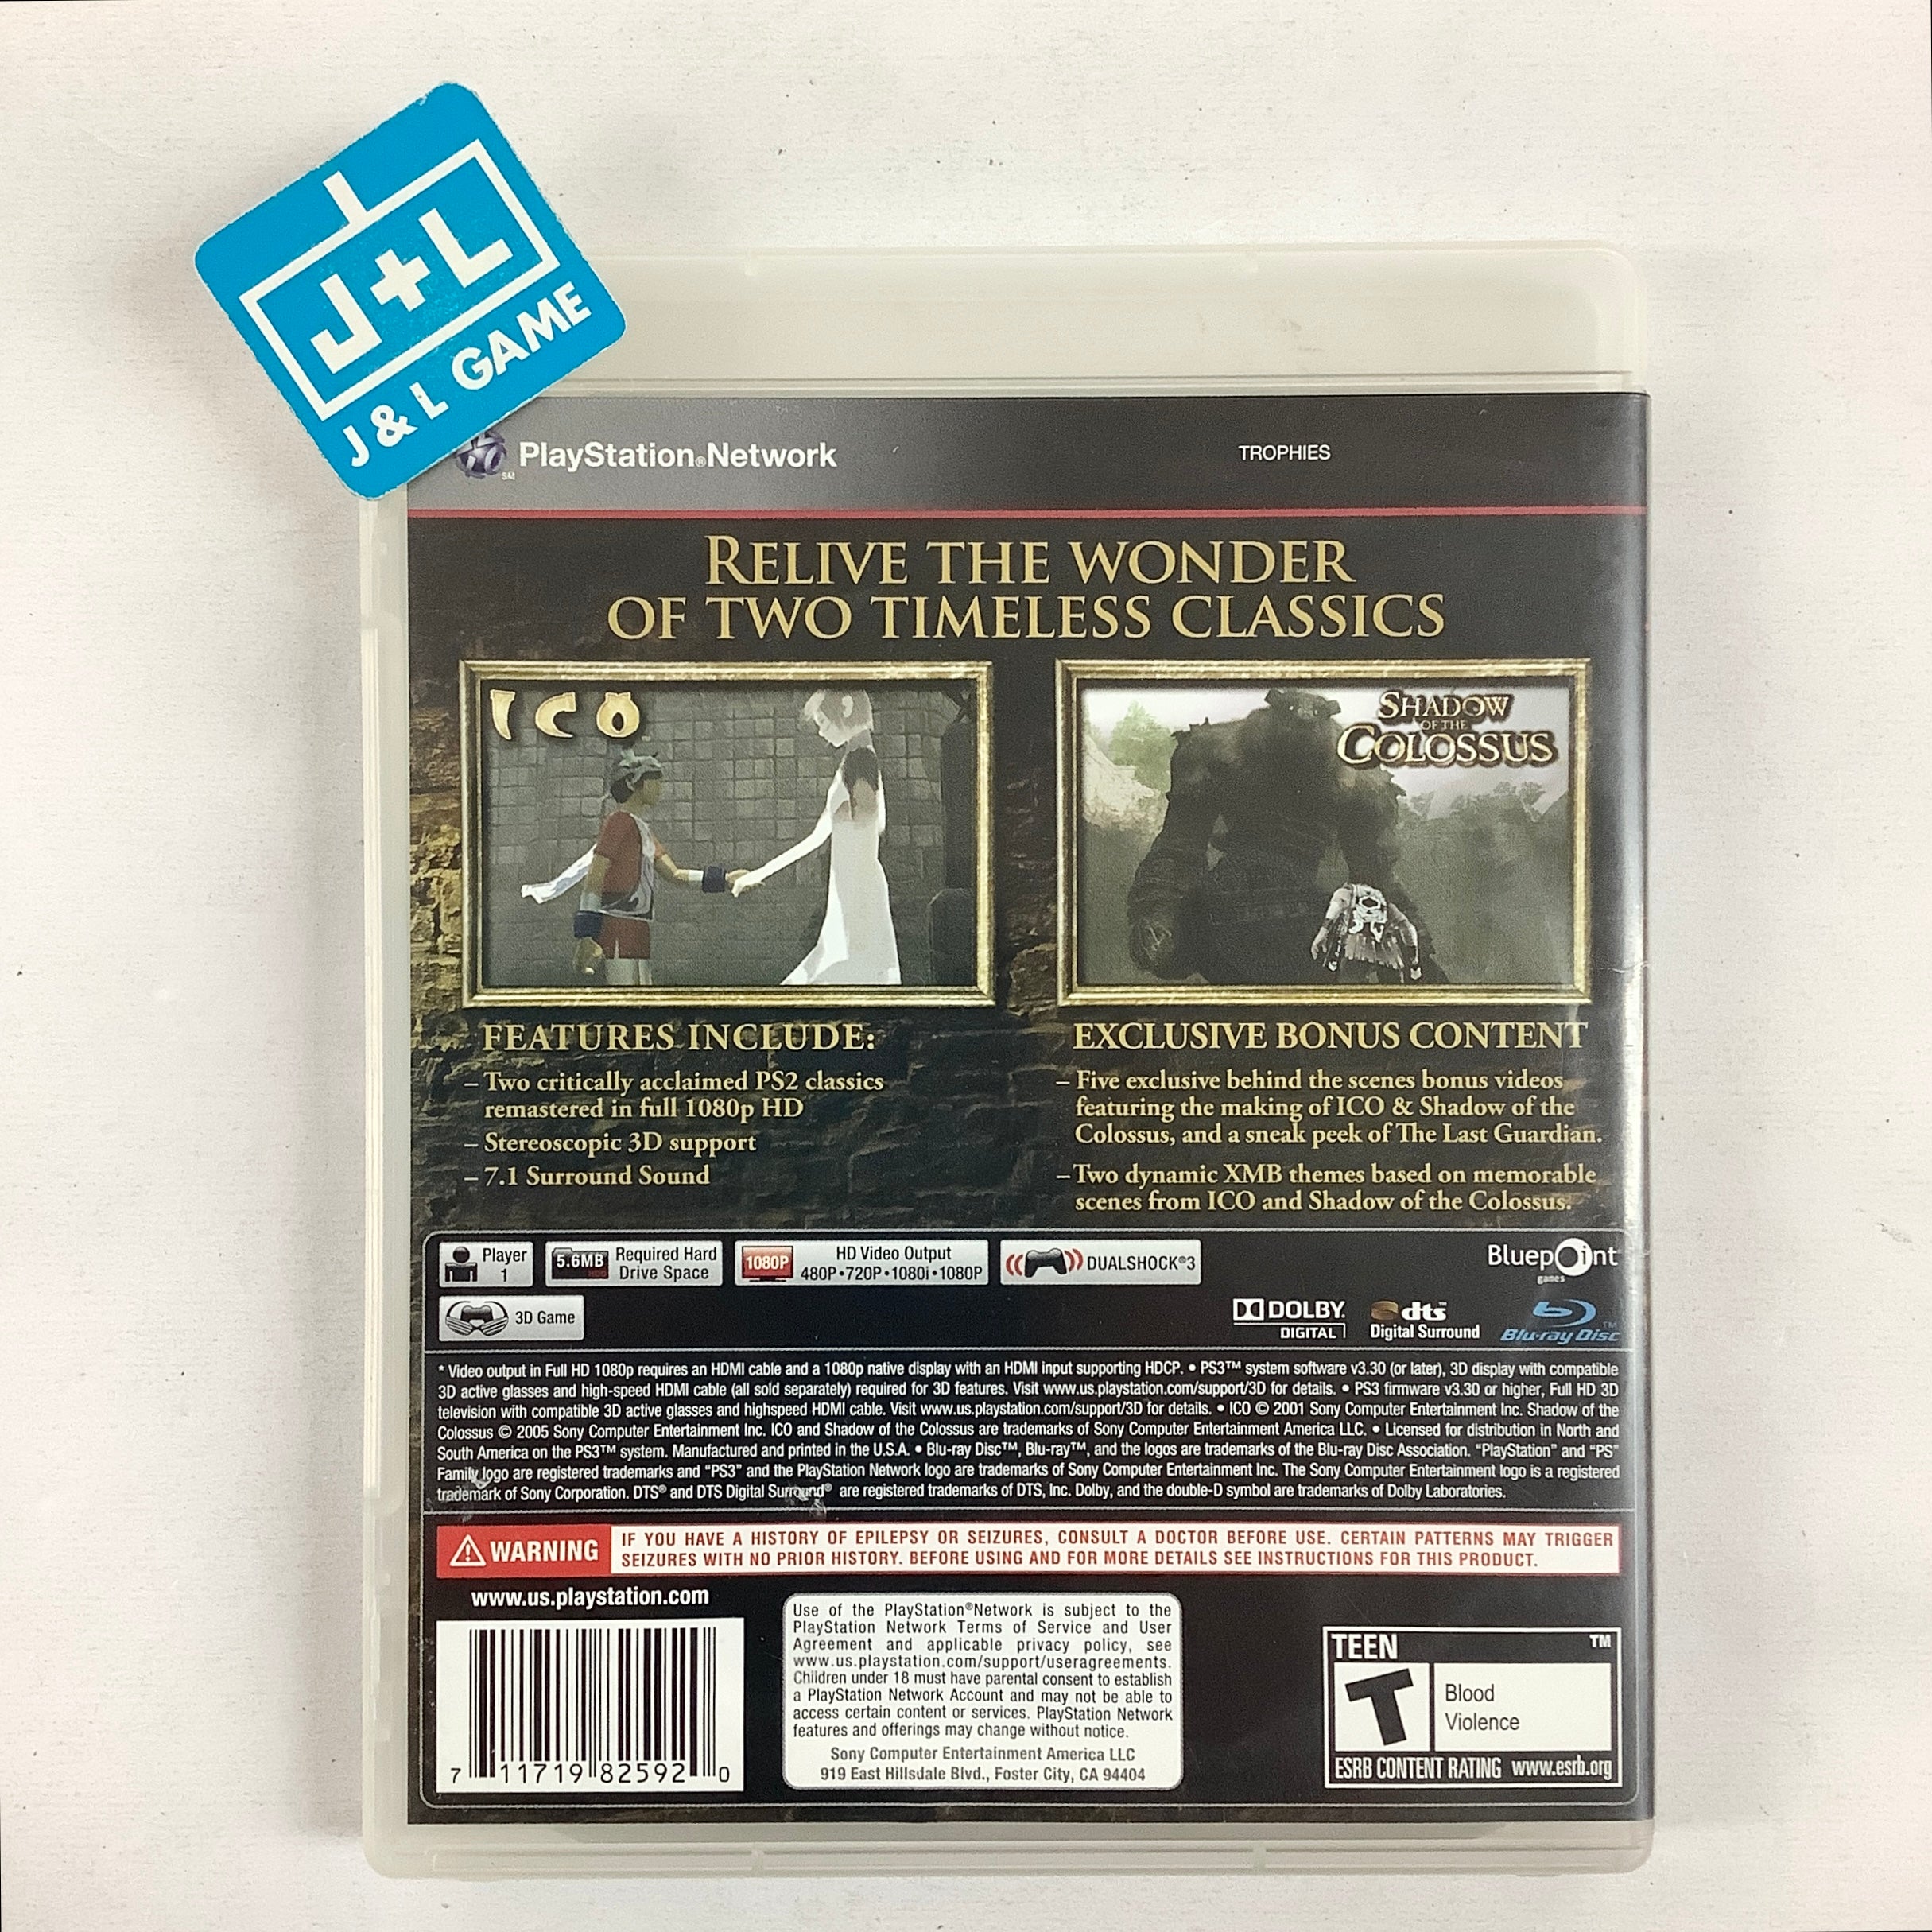 J+L
J & L GAME
PlayStation®Network
SM
TROPHIES
RELIVE THE WONDER
OF TWO TIMELESS CLASSICS
ICO
SHADOW
OF THE
COLOSSUS
FEATURES INCLUDE:
– Two critically acclaimed PS2 classics
remastered in full 1080p HD
– Stereoscopic 3D support
– 7.1 Surround Sound
EXCLUSIVE BONUS CONTENT
– Five exclusive behind the scenes bonus videos
featuring the making of ICO & Shadow of the
Colossus, and a sneak peek of The Last Guardian.
– Two dynamic XMB themes based on memorable
scenes from ICO and Shadow of the Colossus.
Player
1
5.6MB
HDD
Required Hard
Drive Space
1080P
HD Video Output
480P•720P•1080i•1080P
DUALSHOCK®3
Bluepoint
games
3D Game
DOLBY.
DIGITAL
dts™
Digital Surround
Blu-ray Disc™
* Video output in Full HD 1080p requires an HDMI cable and a 1080p native display with an HDMI input supporting HDCP. • PS3™ system software v3.30 (or later), 3D display with compatible
3D active glasses and high-speed HDMI cable (all sold separately) required for 3D features. Visit www.us.playstation.com/support/3D for details. • PS3 firmware v3.30 or higher, Full HD 3D
television with compatible 3D active glasses and highspeed HDMI cable. Visit www.us.playstation.com/support/3D for details. • ICO © 2001 Sony Computer Entertainment Inc. Shadow of the
Colossus © 2005 Sony Computer Entertainment Inc. ICO and Shadow of the Colossus are trademarks of Sony Computer Entertainment America LLC. • Licensed for distribution in North and
South America on the PS3™ system. Manufactured and printed in the U.S.A. • Blu-ray Disc™, Blu-ray™, and the logos are trademarks of the Blu-ray Disc Association. "PlayStation" and "PS"
Family logo are registered trademarks and "PS3" and the PlayStation Network logo are trademarks of Sony Computer Entertainment Inc. The Sony Computer Entertainment logo is a registered
trademark of Sony Corporation. DTS® and DTS Digital Surround® are registered trademarks of DTS, Inc. Dolby, and the double-D symbol are trademarks of Dolby Laboratories.
WARNING
IF YOU HAVE A HISTORY OF EPILEPSY OR SEIZURES, CONSULT A DOCTOR BEFORE USE. CERTAIN PATTERNS MAY TRIGGER
SEIZURES WITH NO PRIOR HISTORY. BEFORE USING AND FOR MORE DETAILS SEE INSTRUCTIONS FOR THIS PRODUCT.
www.us.playstation.com
7 11719 82592 0
Use of the PlayStation®Network is subject to the
PlayStation Network Terms of Service and User
Agreement and applicable privacy policy, see
www.us.playstation.com/support/useragreements.
Children under 18 must have parental consent to establish
a PlayStation Network Account and may not be able to
access certain content or services. PlayStation Network
features and offerings may change without notice.
Sony Computer Entertainment America LLC
919 East Hillsdale Blvd., Foster City, CA 94404
TEEN ™
T
Blood
Violence
ESRB CONTENT RATING www.esrb.org